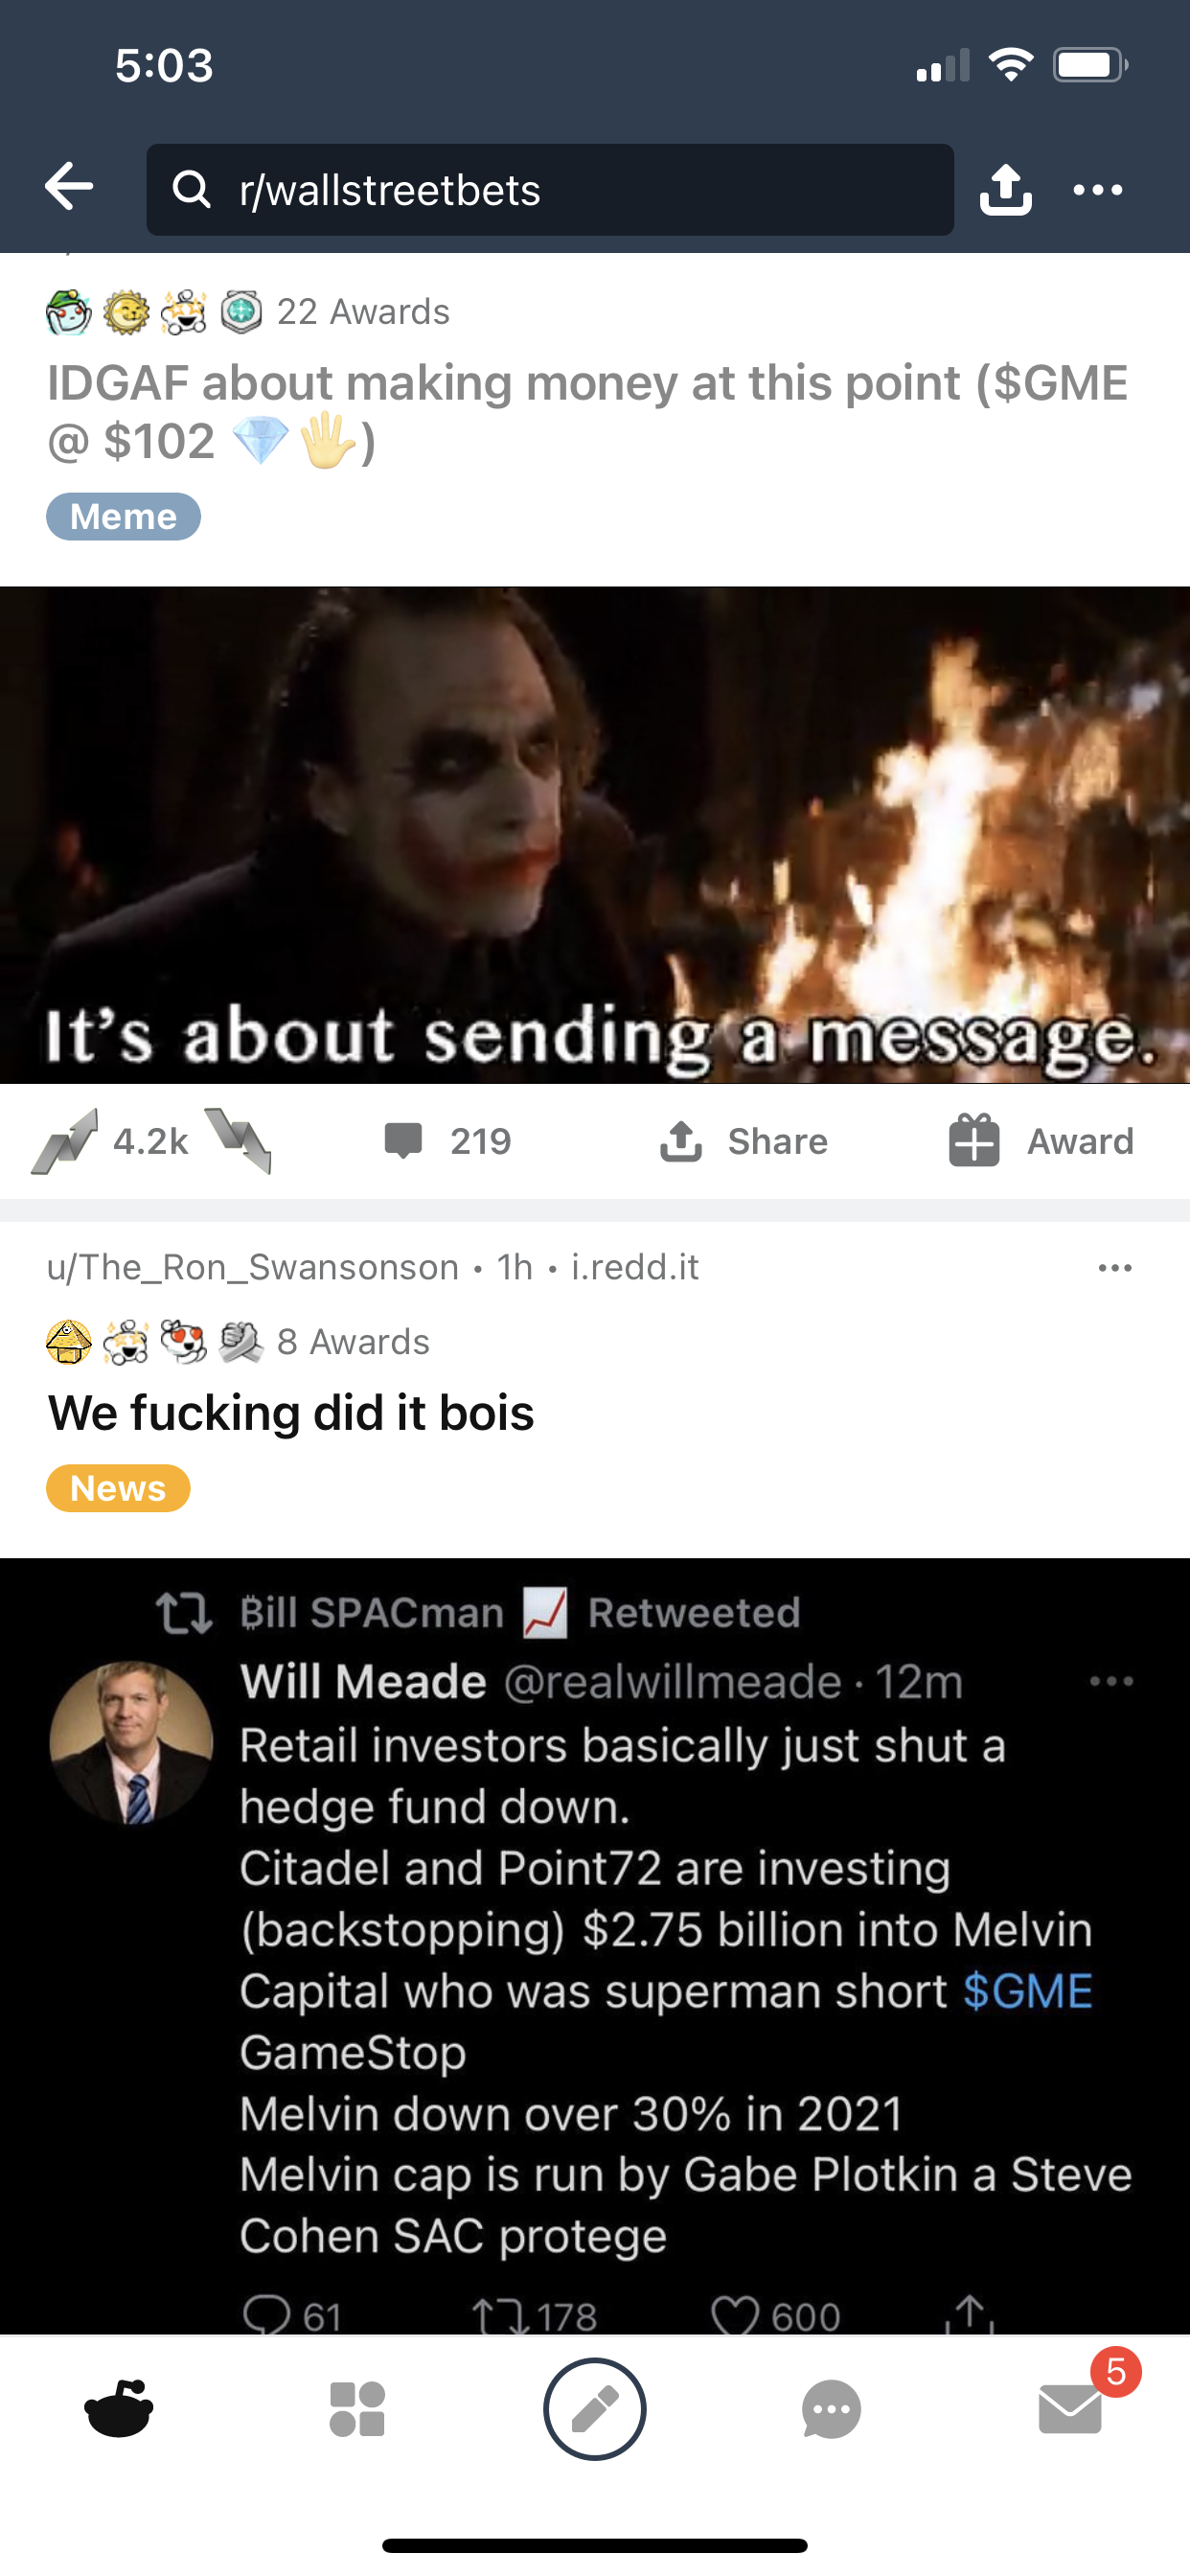 5:03
r/wallstreetbets
22 Awards
IDGAF about making money at this point ($GME
@ $102 💎🖐)
Meme
It's about sending a message.
4.2k 219 Share Award
u/The_Ron_Swansonson • 1h • i.redd.it
8 Awards
We fucking did it bois
News
₿ill SPACman 📈 Retweeted
Will Meade @realwillmeade · 12m
Retail investors basically just shut a
hedge fund down.
Citadel and Point72 are investing
(backstopping) $2.75 billion into Melvin
Capital who was superman short $GME
GameStop
Melvin down over 30% in 2021
Melvin cap is run by Gabe Plotkin a Steve
Cohen SAC protege
61 178 600
5